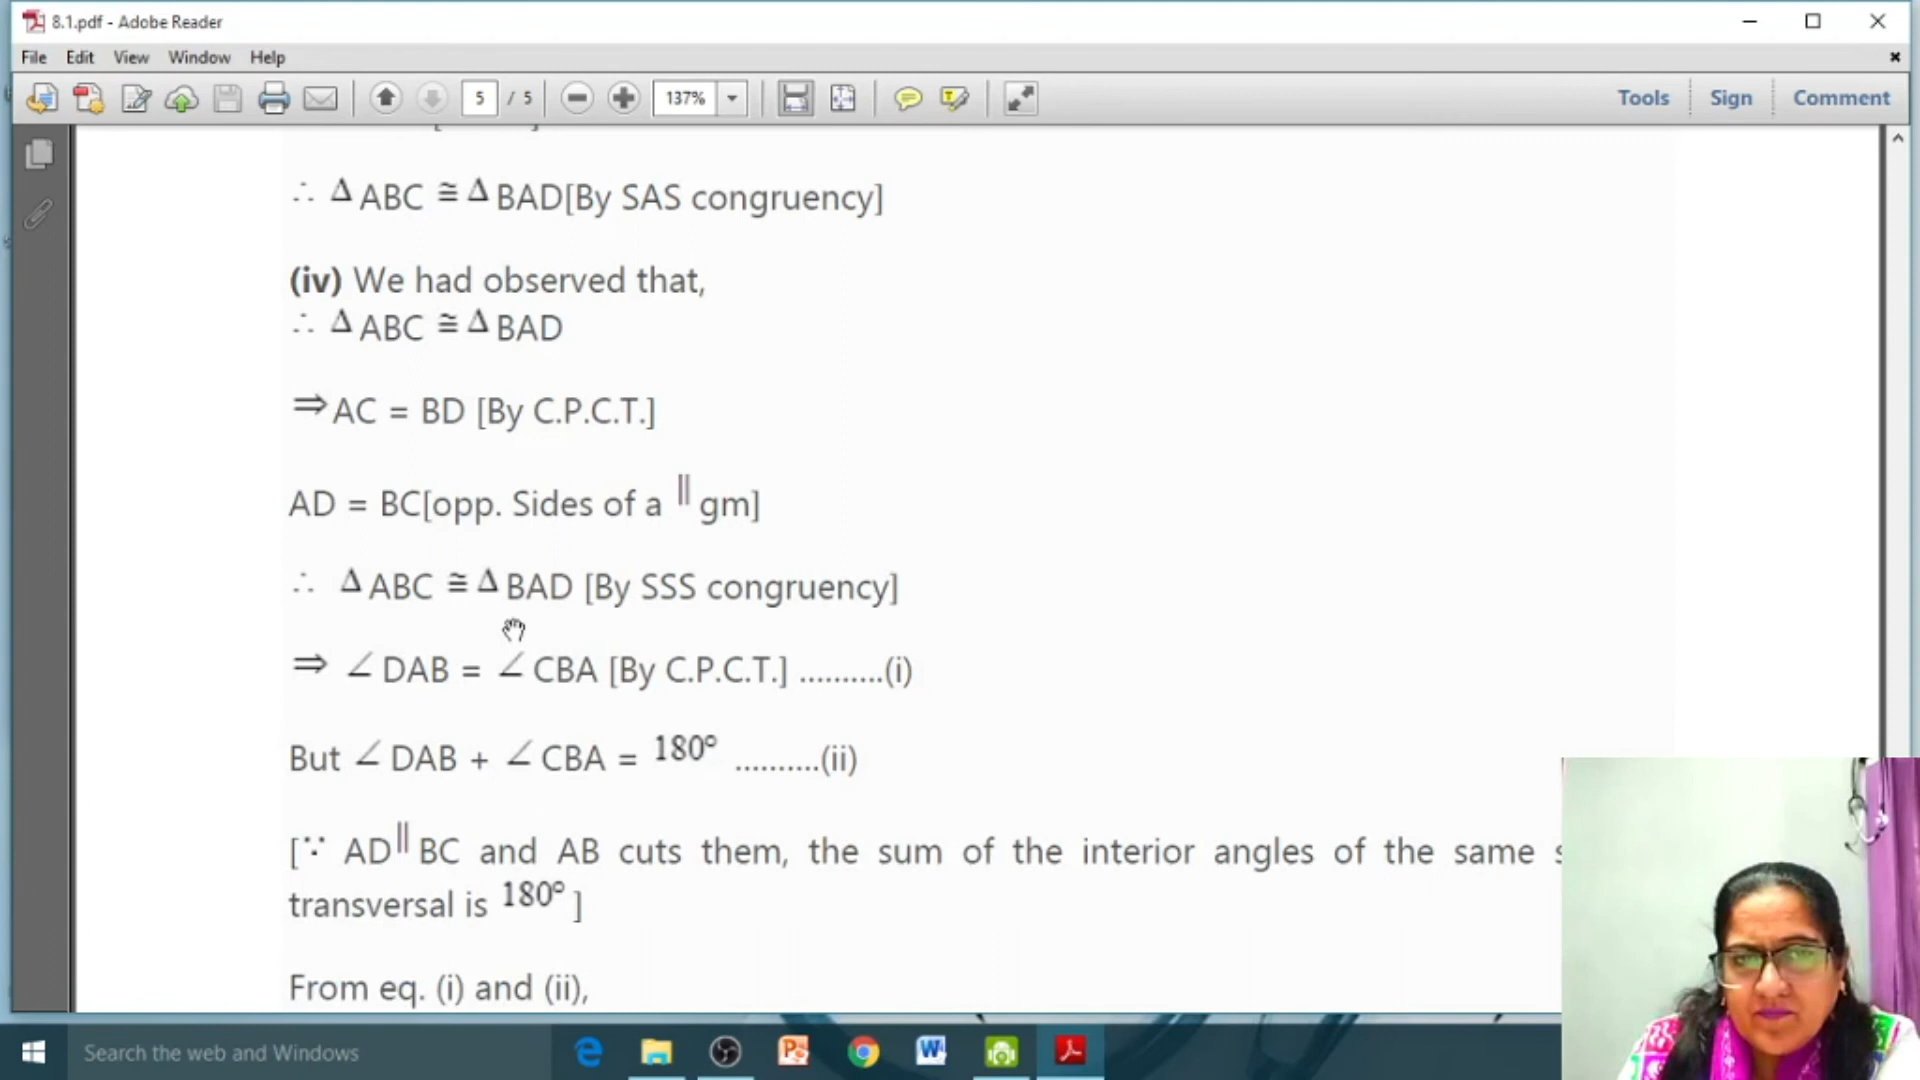 8.1.pdf - Adobe Reader
File Edit View Window Help
5 / 5 137% Tools Sign Comment
∴ Δ ABC ≅ Δ BAD[By SAS congruency]
(iv) We had observed that,
∴ Δ ABC ≅ Δ BAD
⇒ AC = BD [By C.P.C.T.]
AD = BC[opp. Sides of a || gm]
∴ Δ ABC ≅ Δ BAD [By SSS congruency]
⇒ ∠ DAB = ∠ CBA [By C.P.C.T.] ..........(i)
But ∠ DAB + ∠ CBA = 180° ..........(ii)
[∵ AD || BC and AB cuts them, the sum of the interior angles of the same
transversal is 180° ]
From eq. (i) and (ii),
Search the web and Windows